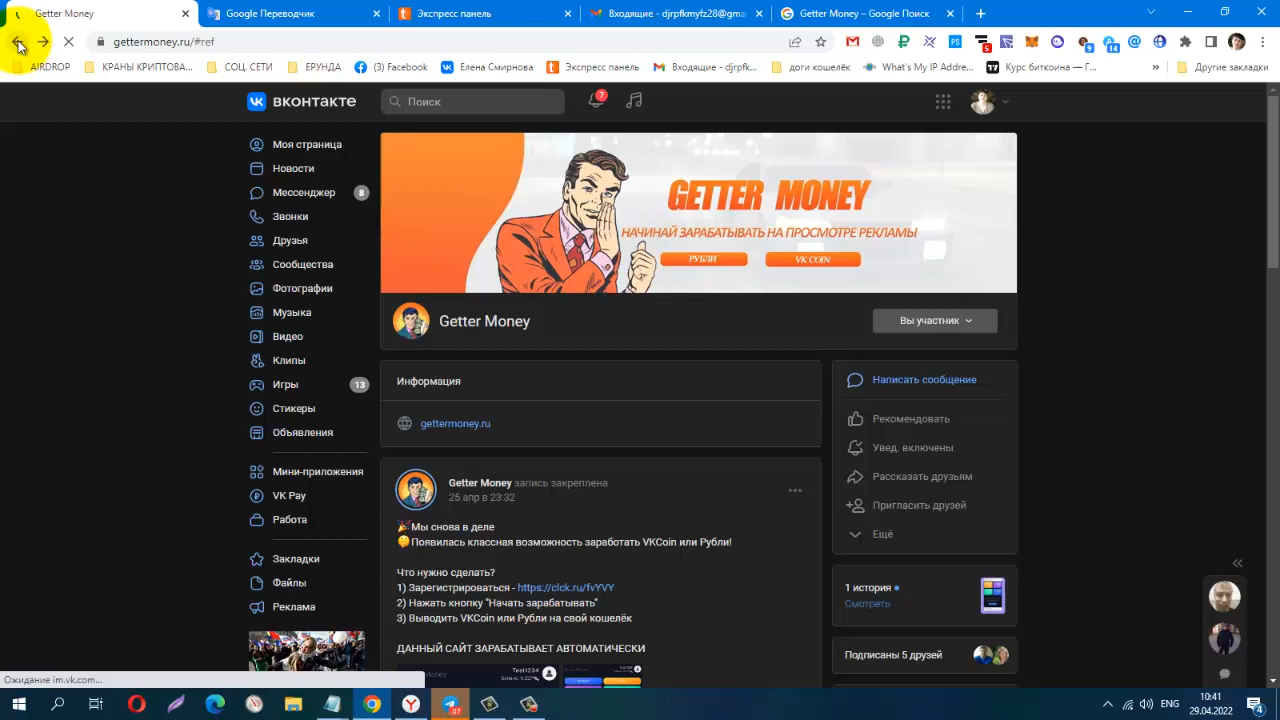 Getter Money
Google Переводчик
Экспресс панель
Входящие - djrpfkmyfz28@gma
Getter Money – Google Поиск
gettermoney.ru/#ref
AIRDROP
КРАНЫ КРИПТОВА...
СОЦ. СЕТИ
ЕРУНДА
(3) Facebook
Елена Смирнова
Экспресс панель
Входящие - djrpfk...
доги кошелёк
What's My IP Addre...
Курс биткоина — Г...
»
Другие закладки
ВКОНТАКТЕ
Поиск
7
Моя страница
Новости
Мессенджер 8
Звонки
Друзья
Сообщества
Фотографии
Музыка
Видео
Клипы
Игры 13
Стикеры
Объявления
Мини-приложения
VK Pay
Работа
Закладки
Файлы
Реклама
GETTER MONEY
НАЧИНАЙ ЗАРАБАТЫВАТЬ НА ПРОСМОТРЕ РЕКЛАМЫ
РУБЛИ
VK COIN
Getter Money
Вы участник
Информация
gettermoney.ru
Getter Money запись закреплена
25 апр в 23:32
Мы снова в деле
Появилась классная возможность заработать VKCoin или Рубли!
Что нужно сделать?
1) Зарегистрироваться - https://clck.ru/fvYVY
2) Нажать кнопку "Начать зарабатывать"
3) Выводить VKCoin или Рубли на свой кошелёк
ДАННЫЙ САЙТ ЗАРАБАТЫВАЕТ АВТОМАТИЧЕСКИ
Написать сообщение
Рекомендовать
Увед. включены
Рассказать друзьям
Пригласить друзей
Ещё
1 история
Смотреть
Подписаны 5 друзей
Ожидание im.vk.com...
ENG
10:41
29.04.2022
4